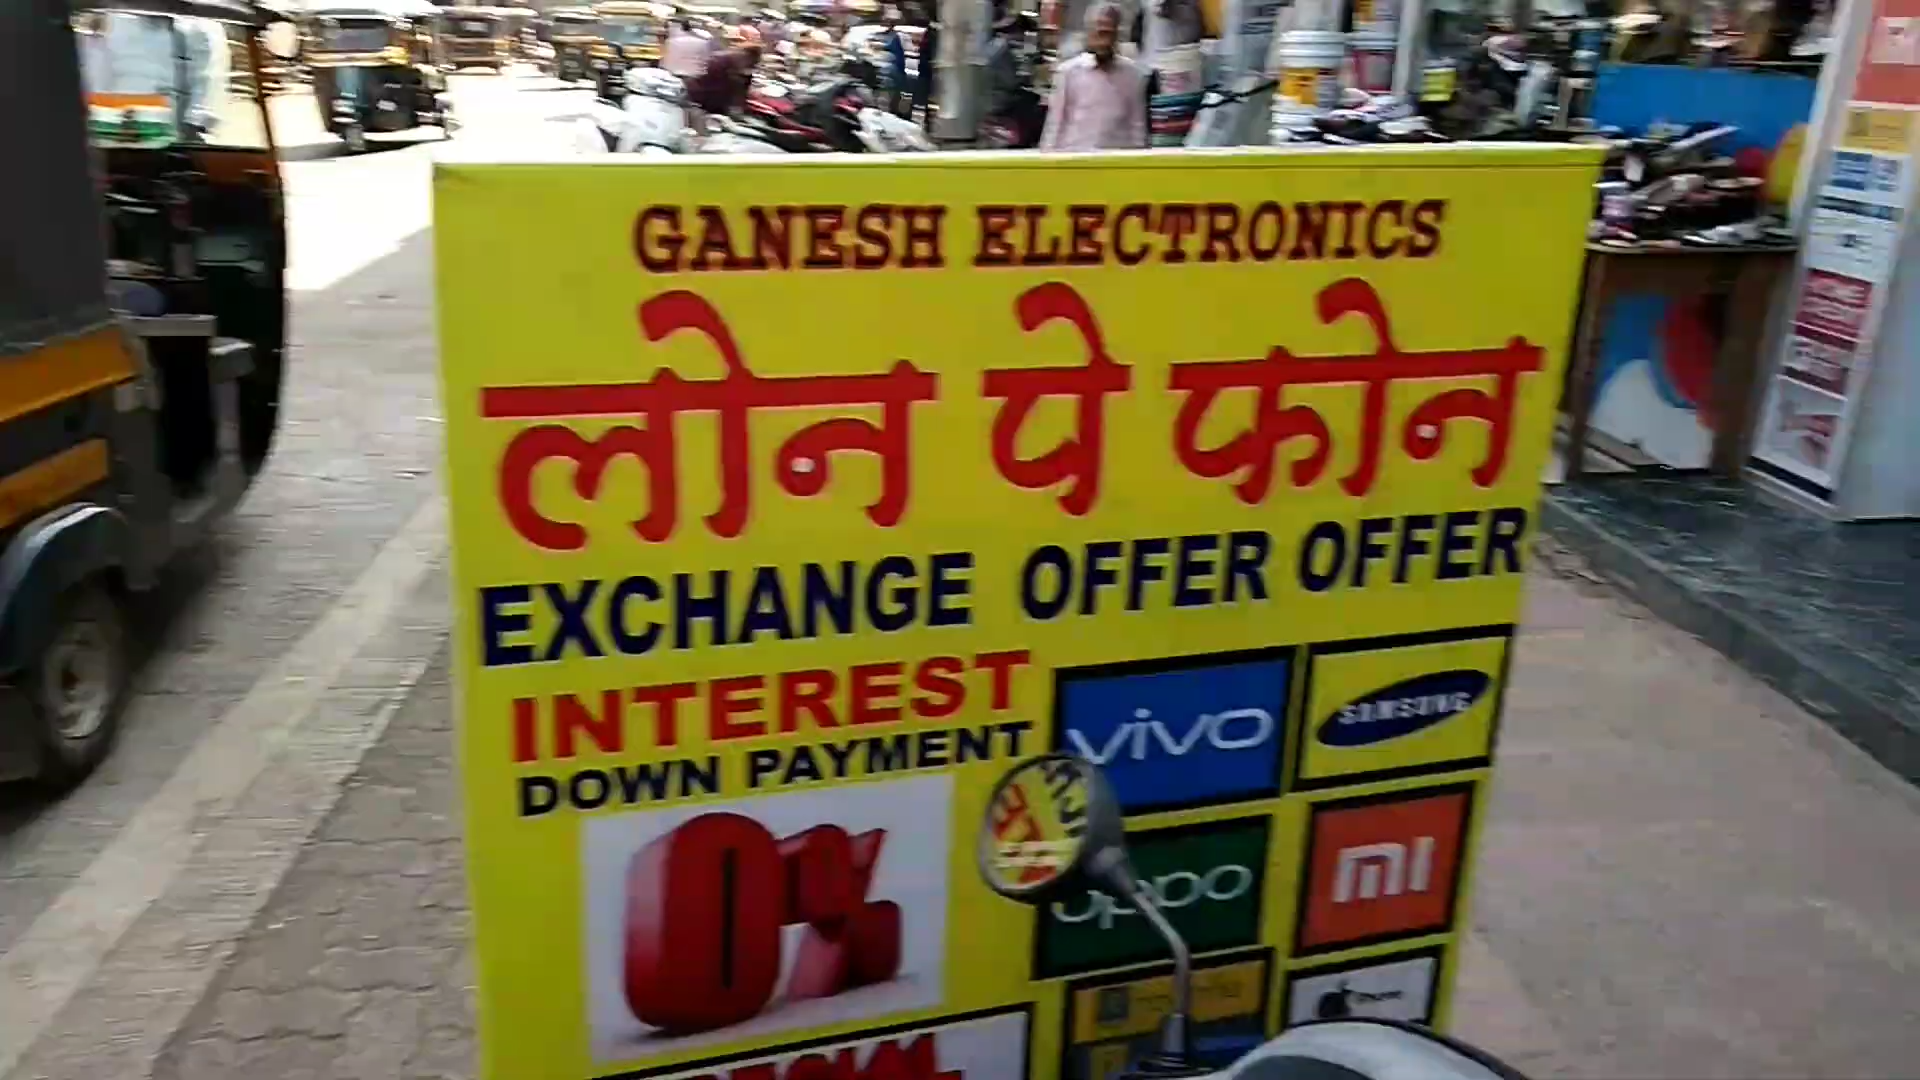 GANESH ELECTRONICS
लोन पे फोन
EXCHANGE OFFER OFFER
INTEREST
DOWN PAYMENT
0%
vivo
SAMSUNG
oppo
MI